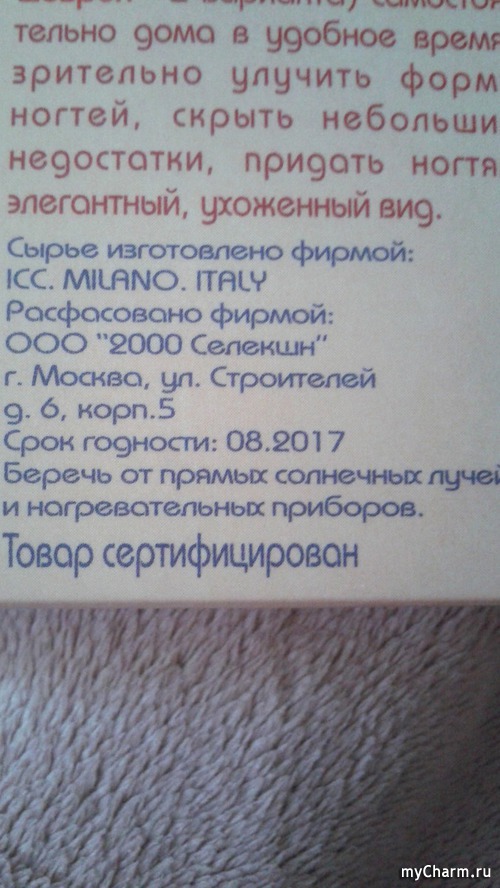 тельно дома в удобное время
зрительно улучить форм
ногтей, скрыть небольши
недостатки, придать ногтя
элегантный, ухоженный вид.
Сырье изготовлено фирмой:
ICC. MILANO. ITALY
Расфасовано фирмой:
ООО "2000 Селекшн"
г. Москва, ул. Строителей
д. 6, корп.5
Срок годности: 08.2017
Беречь от прямых солнечных лучей
и нагревательных приборов.
Товар сертифицирован
myCharm.ru